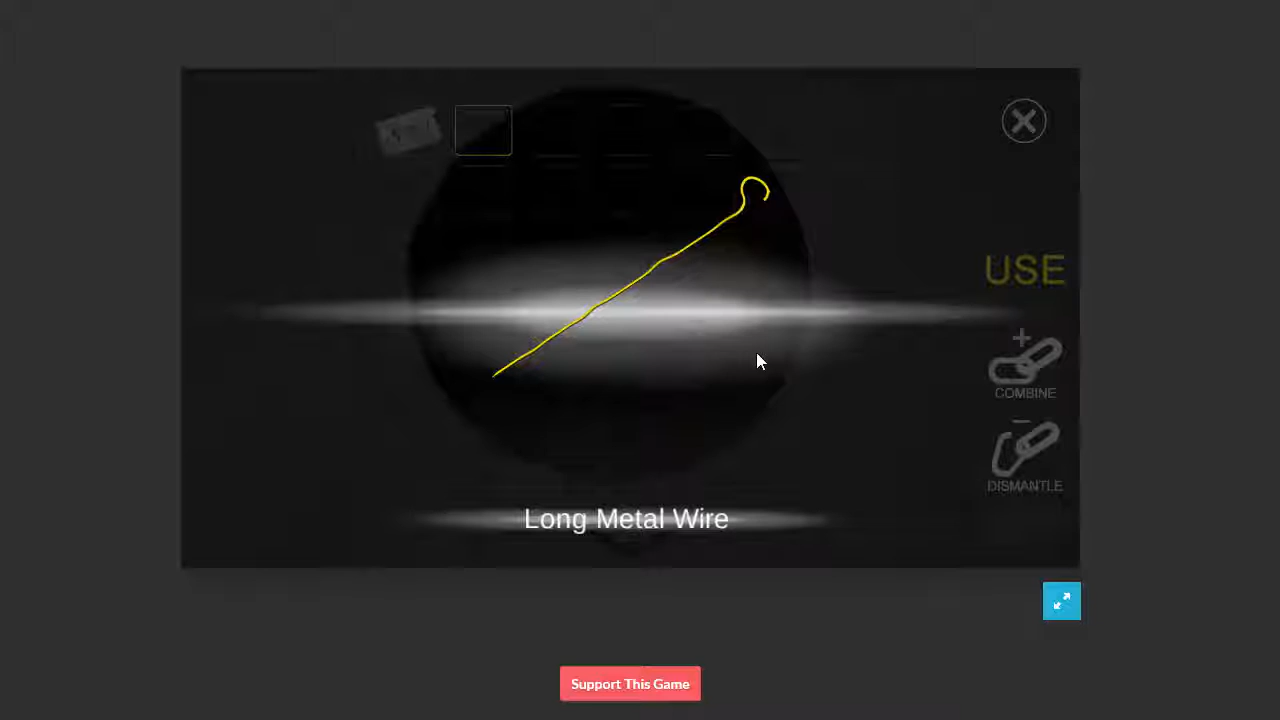 USE
COMBINE
DISMANTLE
Long Metal Wire
Support This Game